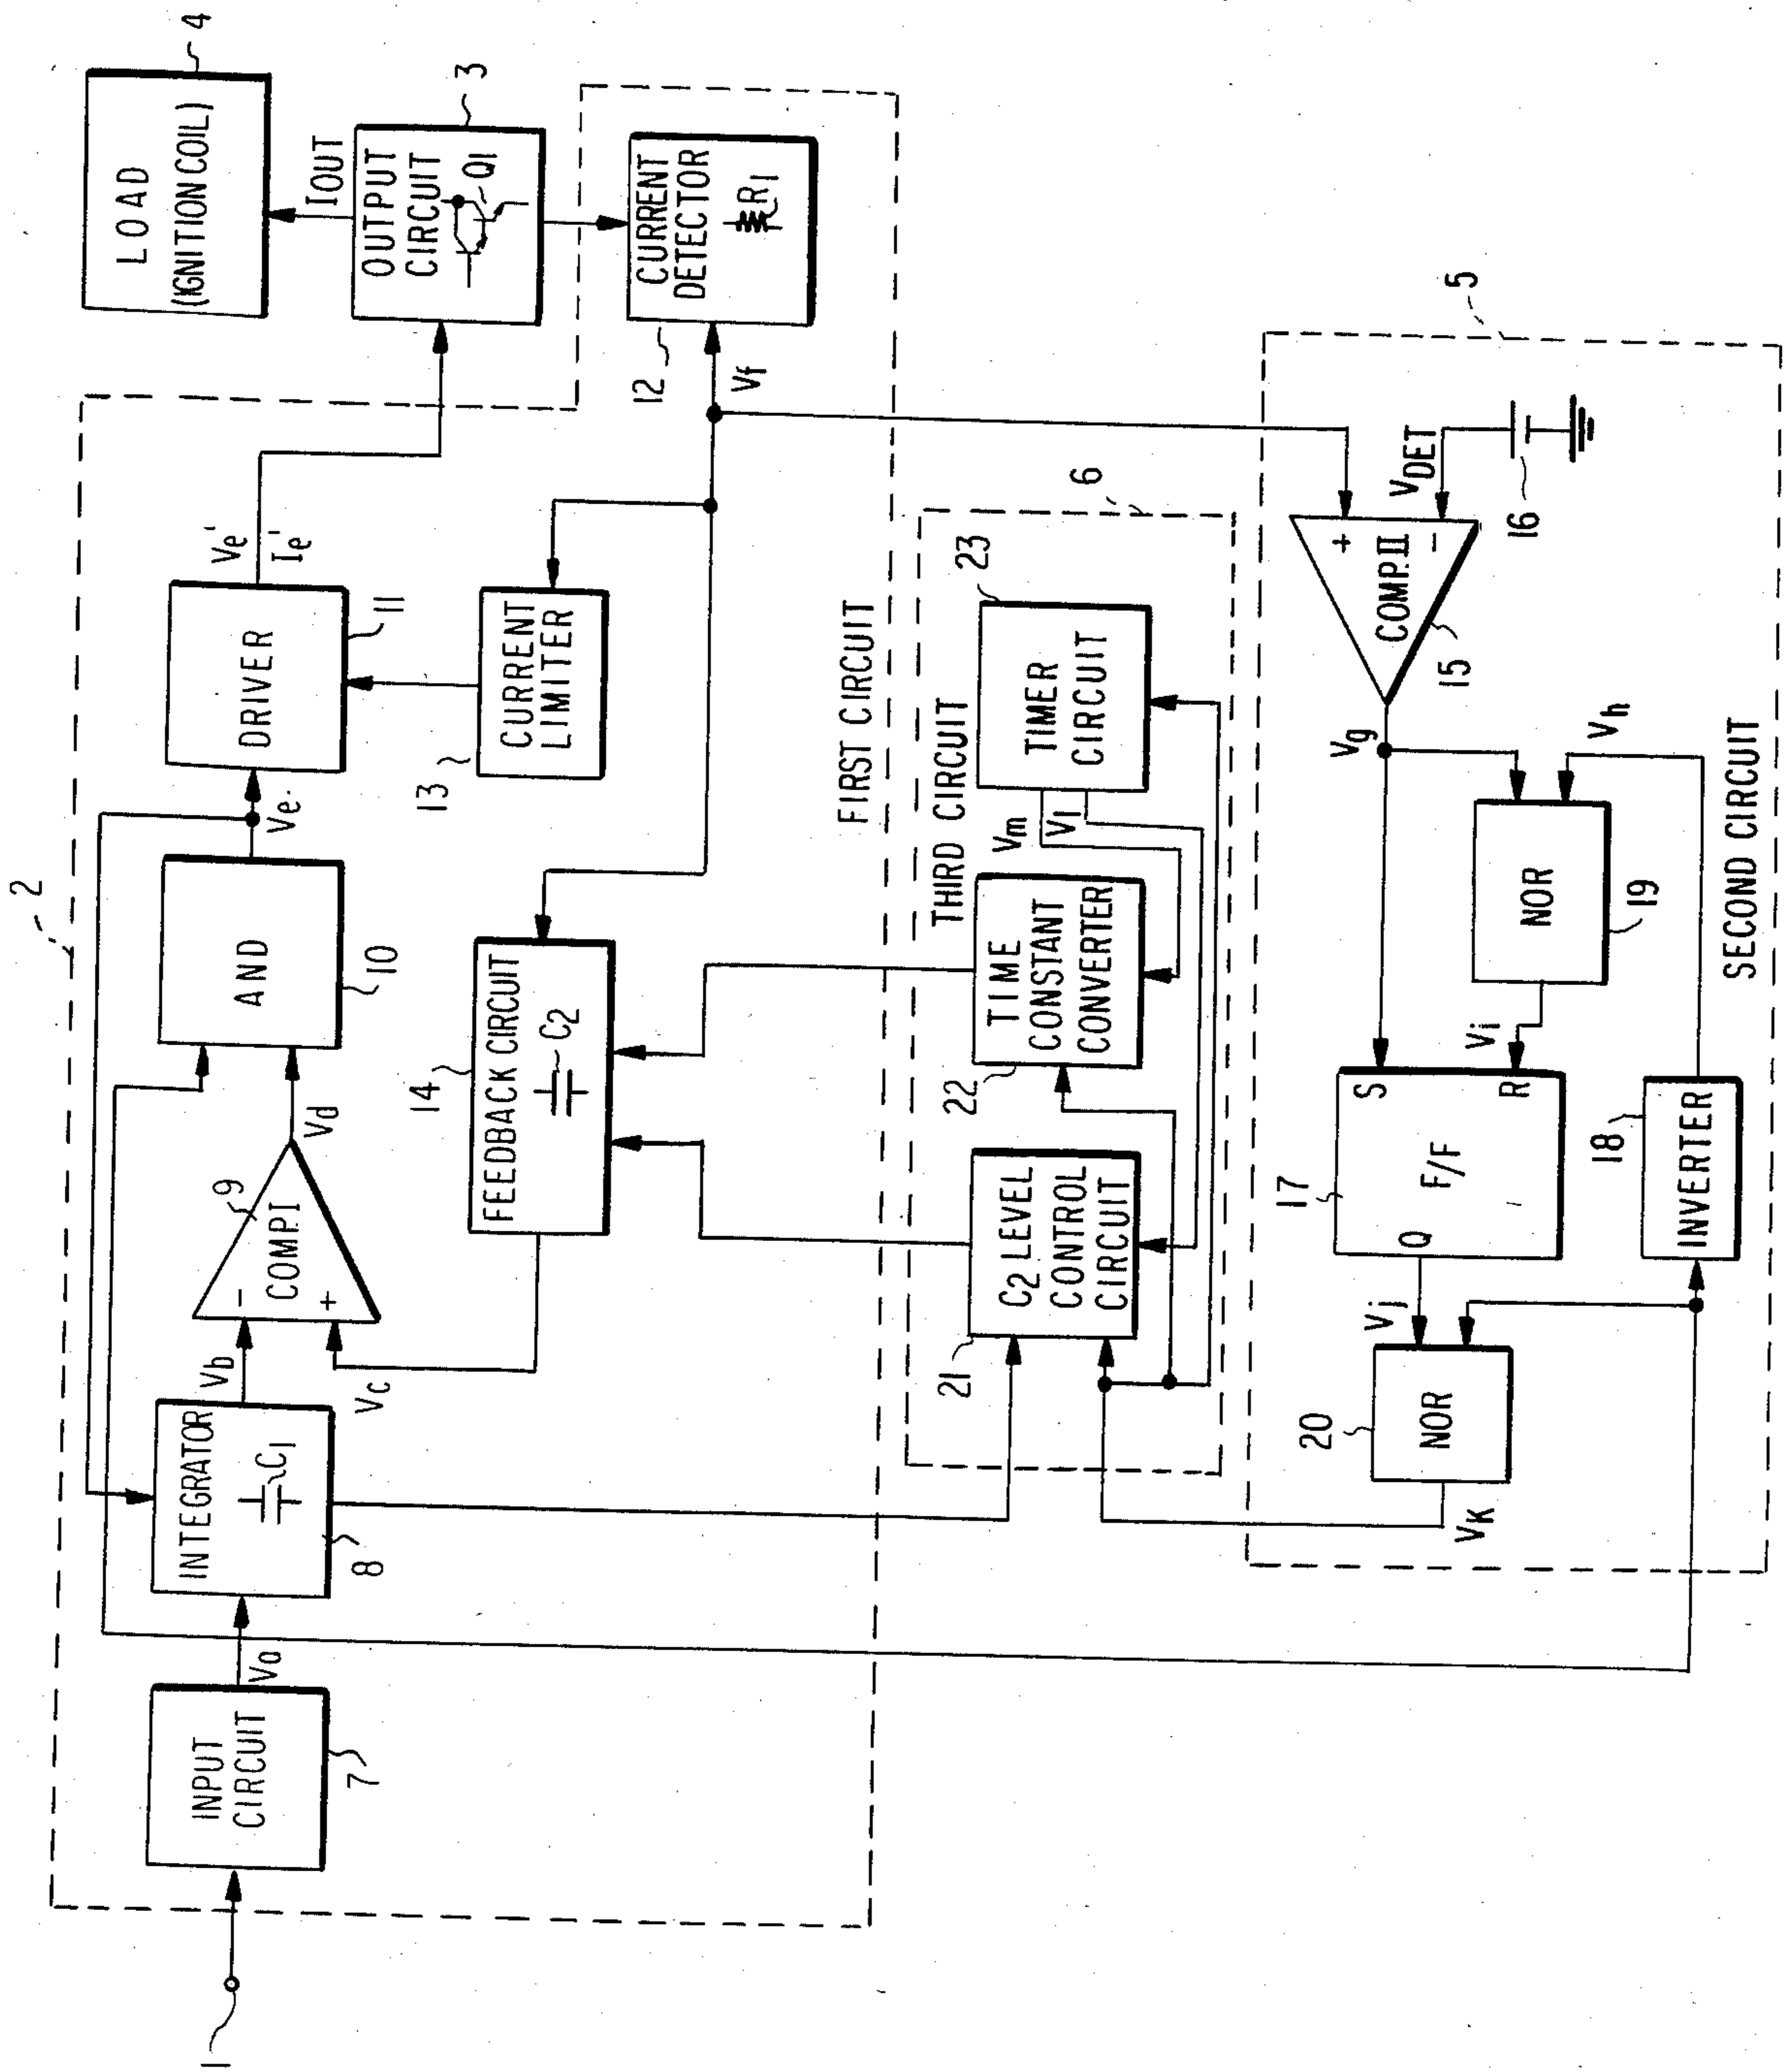 1
INPUT
CIRCUIT
7
Va
2
INTEGRATOR
C1
8
Vb
Vc
COMP.I
-
+
9
Vd
AND
10
Ve
DRIVER
11
Ve'
Ie'
LOAD
(IGNITION COIL)
4
IOUT
OUTPUT
CIRCUIT
Q1
3
CURRENT
DETECTOR
R1
12
Vf
CURRENT
LIMITER
13
FEEDBACK CIRCUIT
C2
14
FIRST CIRCUIT
THIRD CIRCUIT
6
C2 LEVEL
CONTROL
CIRCUIT
21
TIME
CONSTANT
CONVERTER
22
Vm
Vl
TIMER
CIRCUIT
23
5
COMP.II
+
-
15
VDET
16
Vg
NOR
19
Vh
Vi
S
R
F/F
Q
17
INVERTER
18
Vj
NOR
20
VK
SECOND CIRCUIT